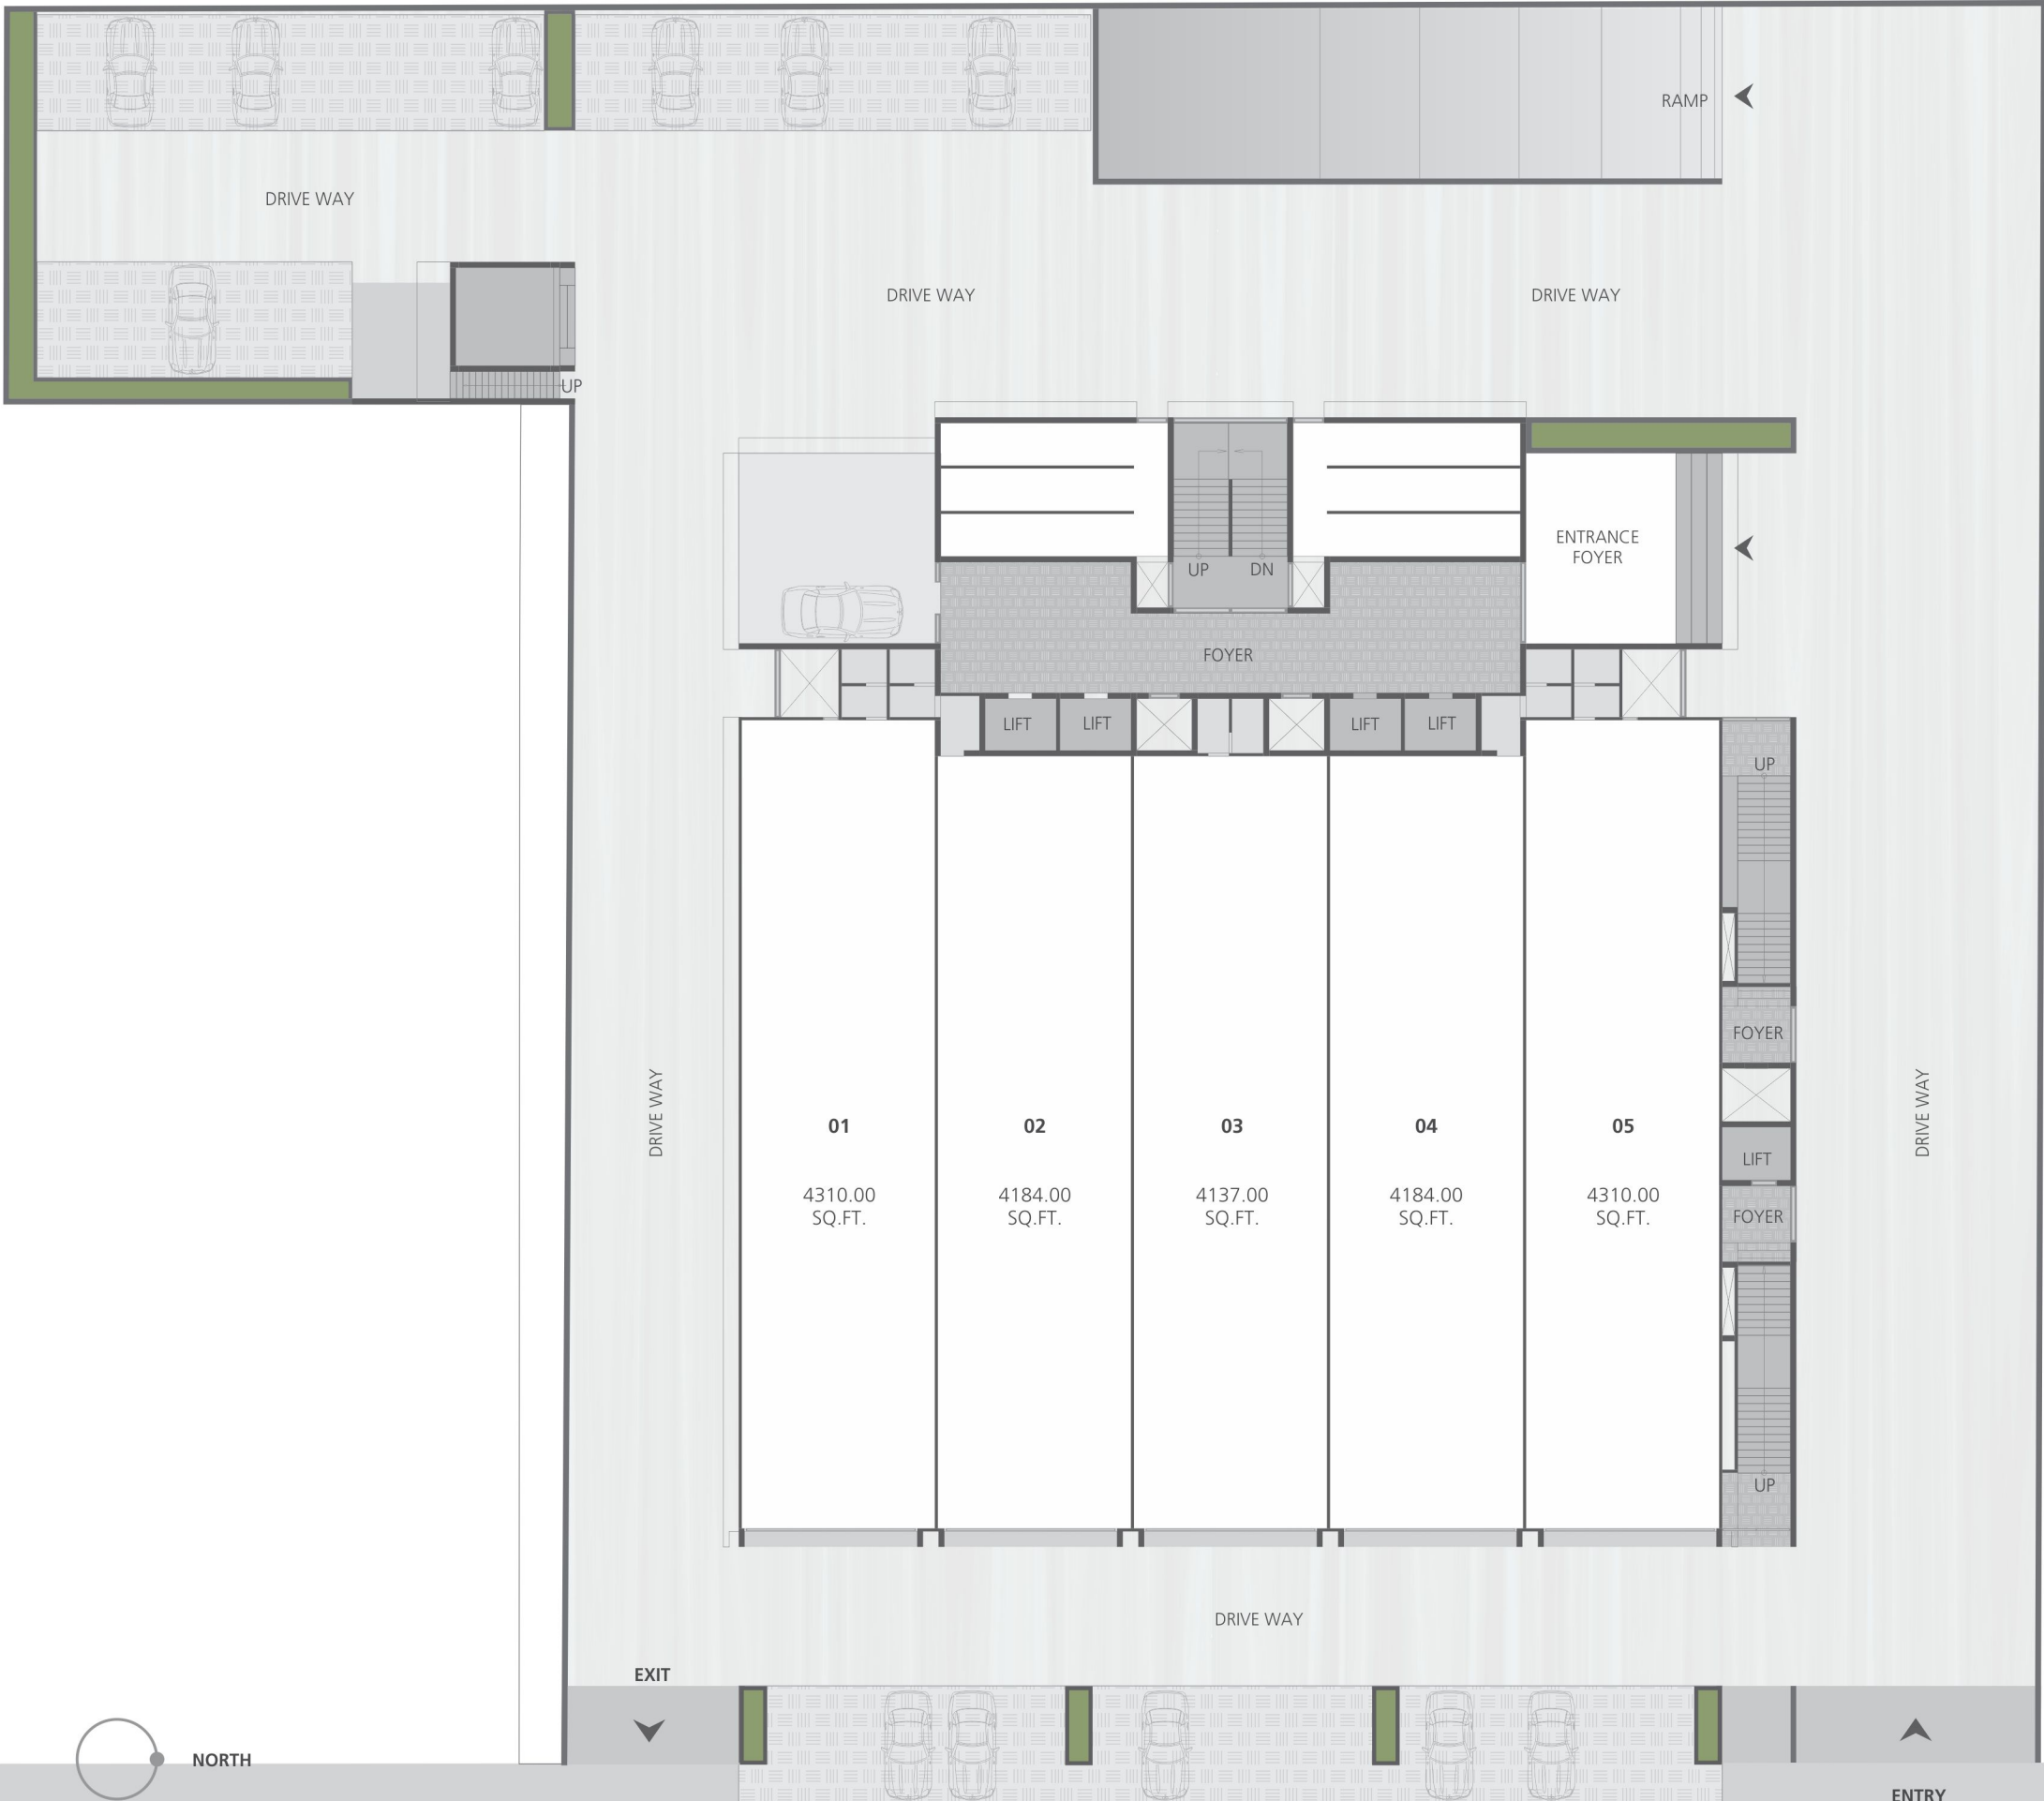 RAMP
DRIVE WAY
DRIVE WAY
DRIVE WAY
UP
ENTRANCE
FOYER
UP
DN
FOYER
LIFT
LIFT
LIFT
LIFT
UP
FOYER
DRIVE WAY
DRIVE WAY
01
02
03
04
05
LIFT
4310.00
SQ.FT.
4184.00
SQ.FT.
4137.00
SQ.FT.
4184.00
SQ.FT.
4310.00
SQ.FT.
FOYER
UP
DRIVE WAY
EXIT
NORTH
ENTRY